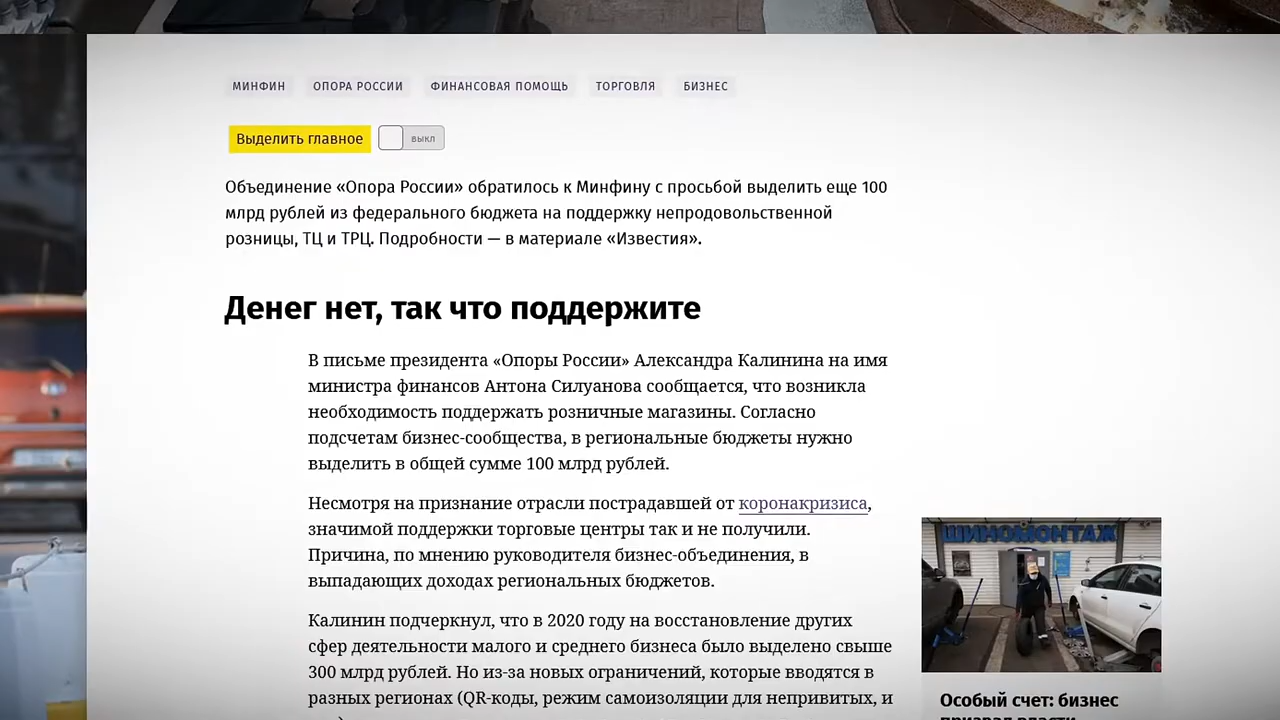 МИНФИН
ОПОРА РОССИИ
ФИНАНСОВАЯ ПОМОЩЬ
ТОРГОВЛЯ
БИЗНЕС
Выделить главное
выкл
Объединение «Опора России» обратилось к Минфину с просьбой выделить еще 100
млрд рублей из федерального бюджета на поддержку непродовольственной
розницы, ТЦ и ТРЦ. Подробности — в материале «Известия».
Денег нет, так что поддержите
В письме президента «Опоры России» Александра Калинина на имя
министра финансов Антона Силуанова сообщается, что возникла
необходимость поддержать розничные магазины. Согласно
подсчетам бизнес-сообщества, в региональные бюджеты нужно
выделить в общей сумме 100 млрд рублей.
Несмотря на признание отрасли пострадавшей от коронакризиса,
значимой поддержки торговые центры так и не получили.
Причина, по мнению руководителя бизнес-объединения, в
выпадающих доходах региональных бюджетов.
Калинин подчеркнул, что в 2020 году на восстановление других
сфер деятельности малого и среднего бизнеса было выделено свыше
300 млрд рублей. Но из-за новых ограничений, которые вводятся в
разных регионах (QR-коды, режим самоизоляции для непривитых, и
ШИНОМОНТАЖ
Особый счет: бизнес
призвал власти